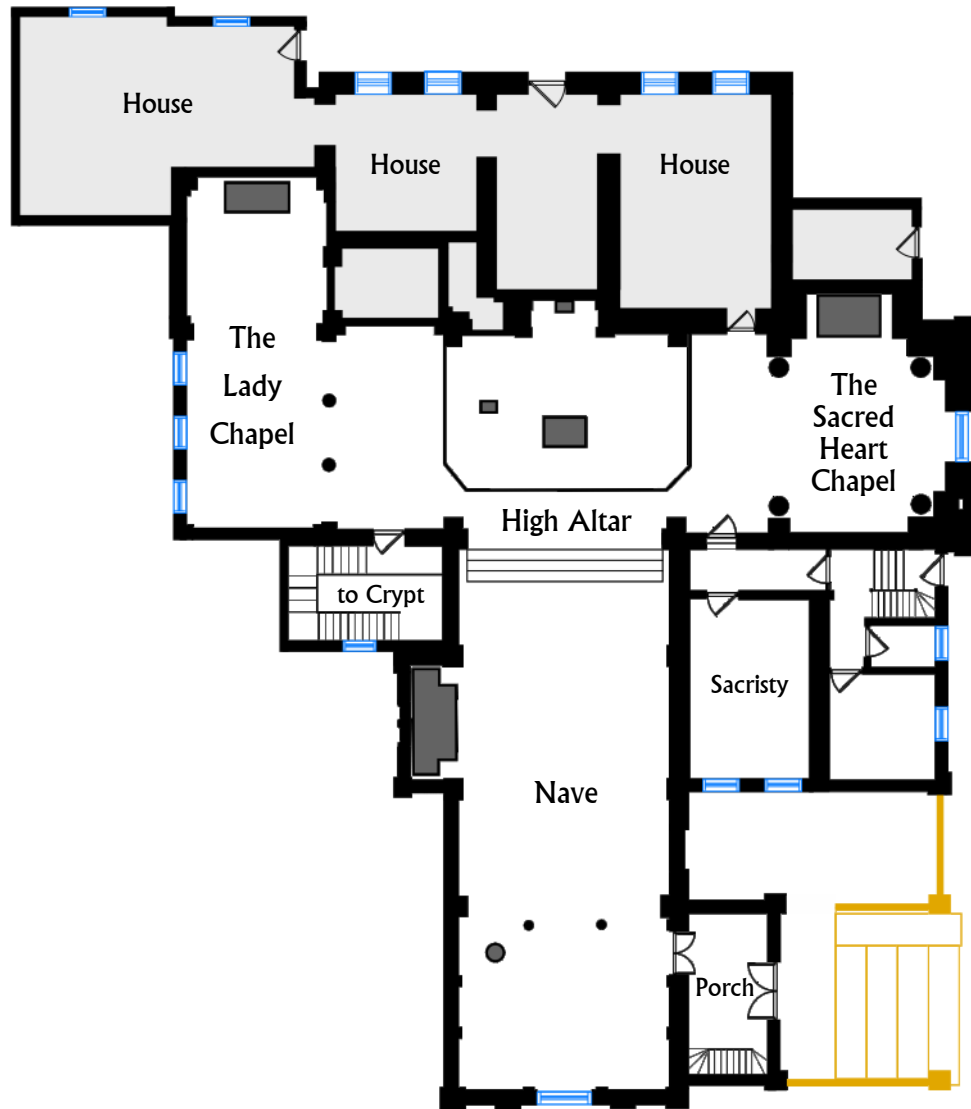 House
House
House
The
Lady
Chapel
The
Sacred
Heart
Chapel
High Altar
to Crypt
Sacristy
Nave
Porch